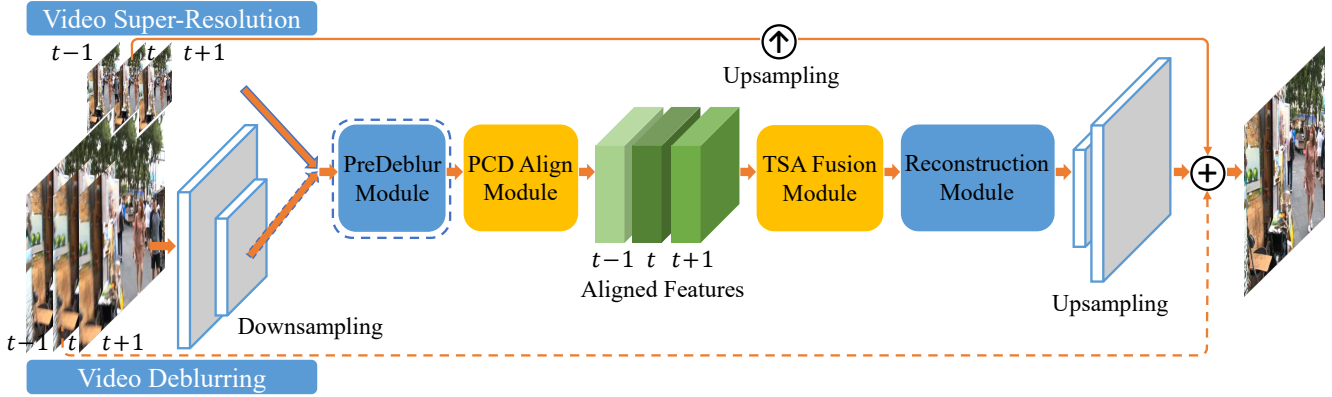 Video Super-Resolution
t−1 t t+1
Upsampling
PreDeblur
Module
PCD Align
Module
TSA Fusion
Module
Reconstruction
Module
t−1 t t+1
Aligned Features
Downsampling
Upsampling
t−1 t t+1
Video Deblurring